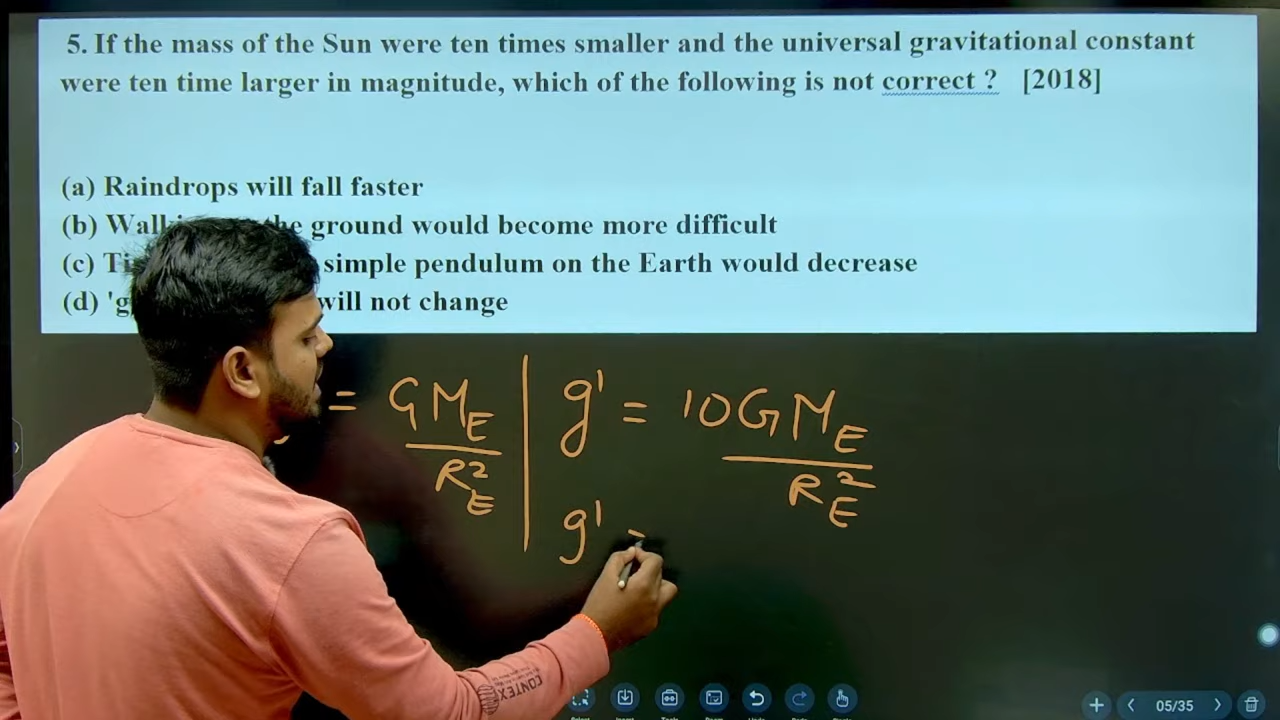 5. If the mass of the Sun were ten times smaller and the universal gravitational constant
were ten time larger in magnitude, which of the following is not correct ? [2018]
(a) Raindrops will fall faster
(b) ground would become more difficult
(c) simple pendulum on the Earth would decrease
(d) 'g will not change
= GM_E / R_E^2 | g' = 10GM_E / R_E^2
g' =
CONTEXT
05/35